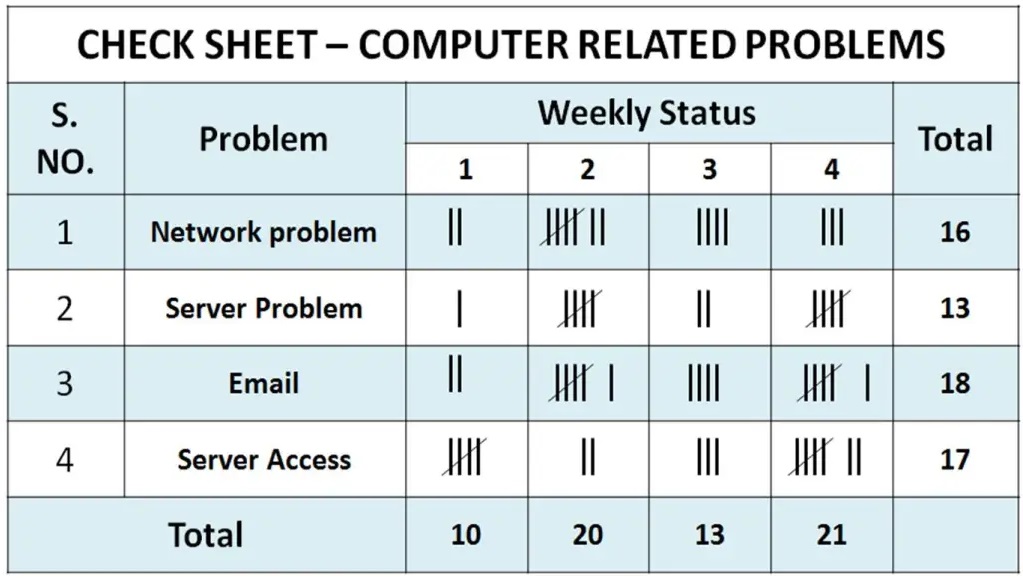 CHECK SHEET – COMPUTER RELATED PROBLEMS
S. NO. Problem Weekly Status Total
1 2 3 4
1 Network problem 16
2 Server Problem 13
3 Email 18
4 Server Access 17
Total 10 20 13 21